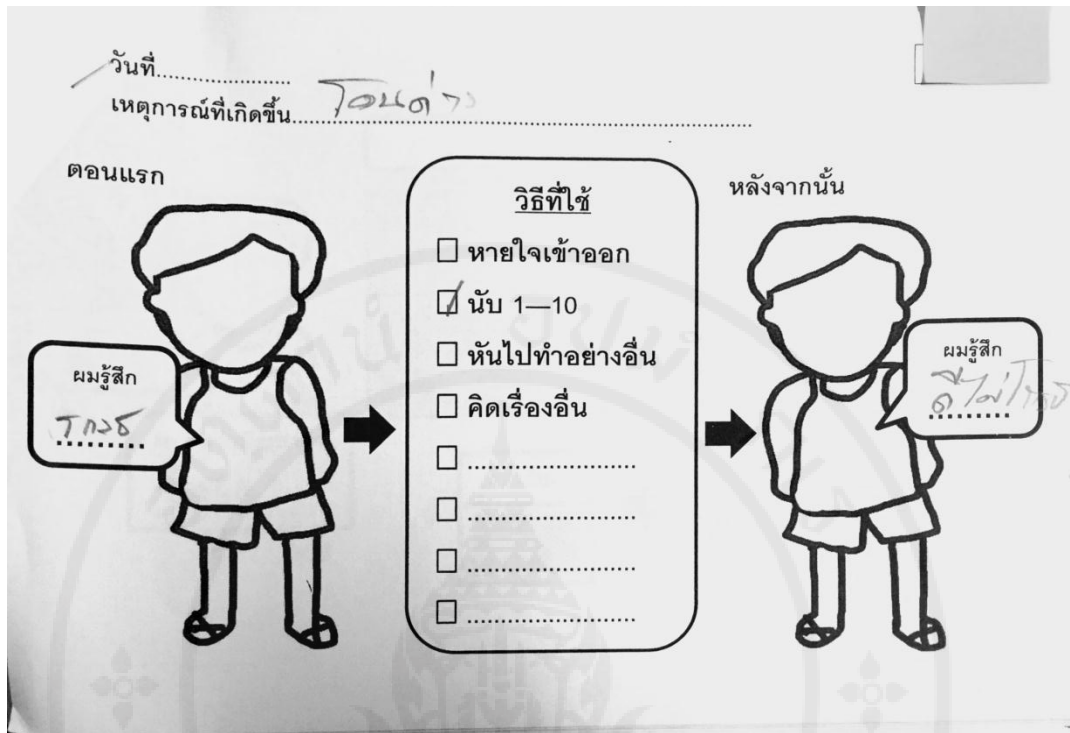 วันที่....................
เหตุการณ์ที่เกิดขึ้น โดนด่า
ตอนแรก
ผมรู้สึก
โกรธ
วิธีที่ใช้
หายใจเข้าออก
นับ 1—10
หันไปทำอย่างอื่น
คิดเรื่องอื่น
....................
....................
....................
....................
หลังจากนั้น
ผมรู้สึก
ดีไม่โกรธ